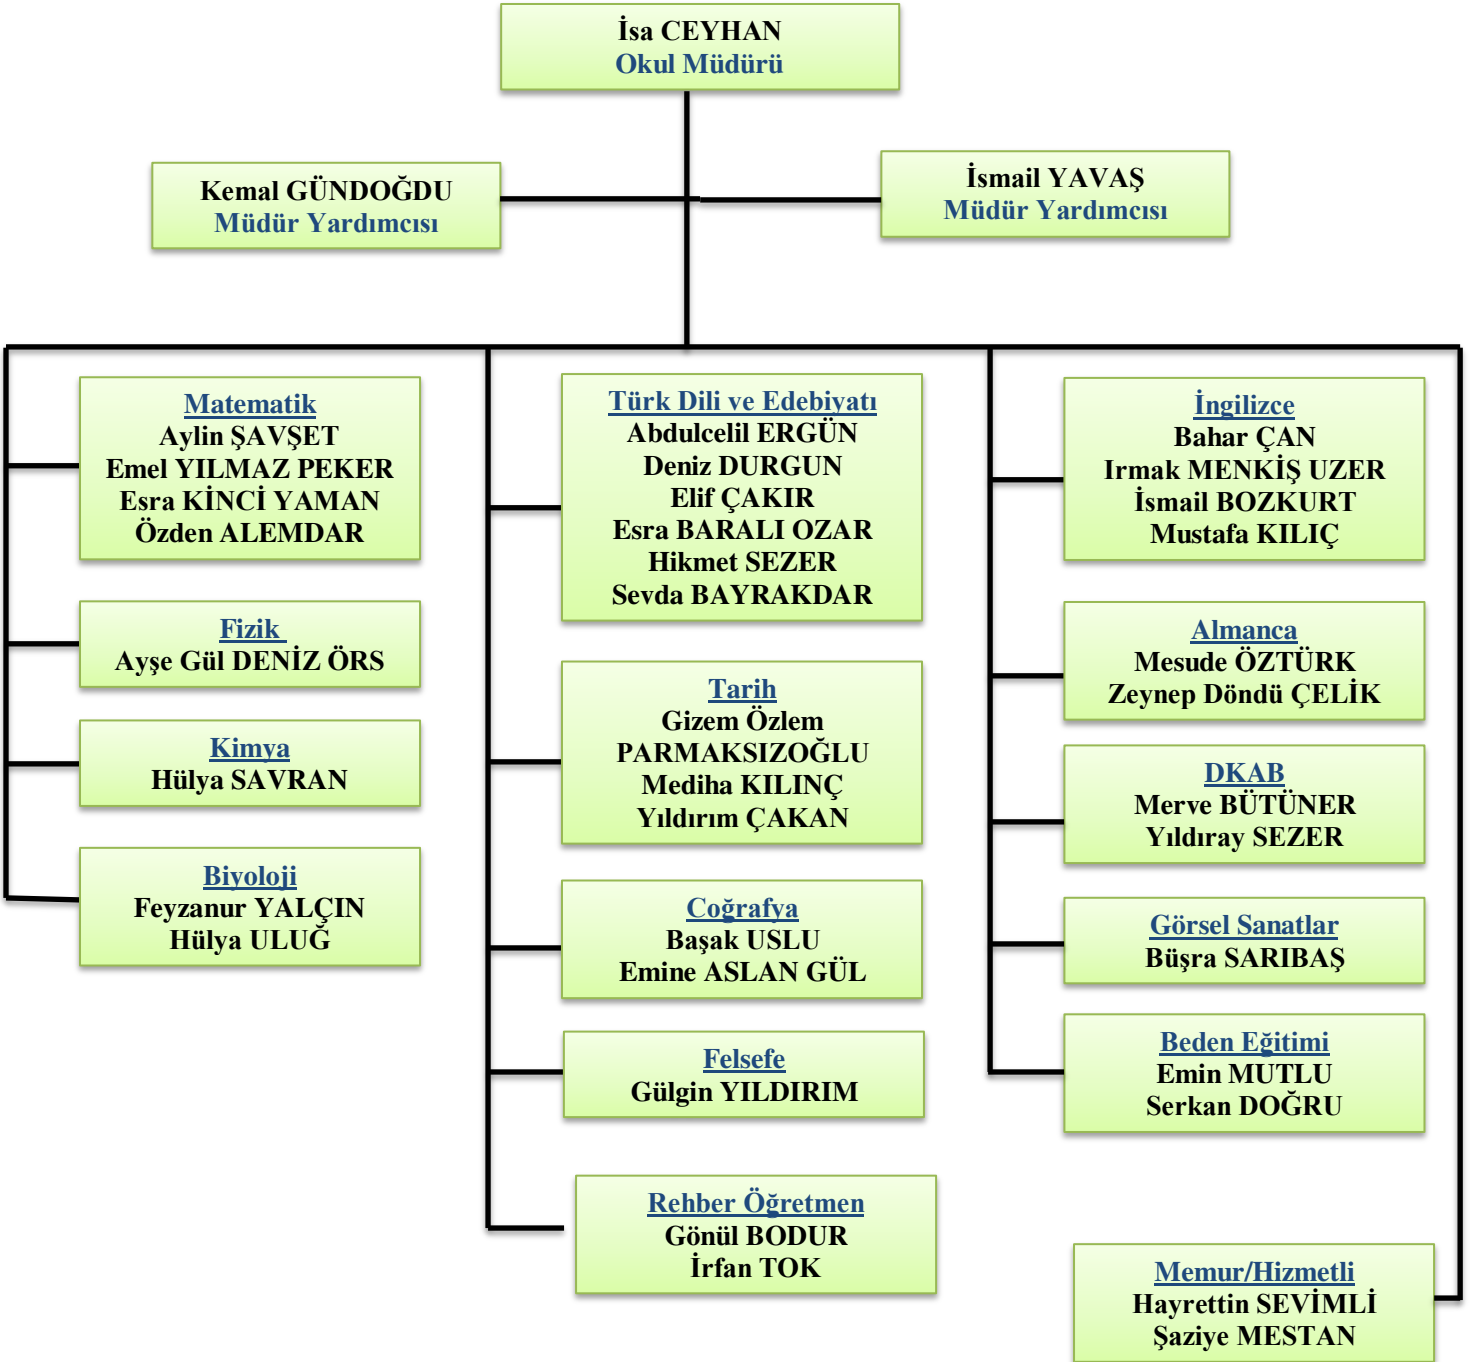 İsa CEYHAN
Okul Müdürü
Kemal GÜNDOĞDU
Müdür Yardımcısı
İsmail YAVAŞ
Müdür Yardımcısı
Matematik
Aylin ŞAVŞET
Emel YILMAZ PEKER
Esra KİNCİ YAMAN
Özden ALEMDAR
Fizik
Ayşe Gül DENİZ ÖRS
Kimya
Hülya SAVRAN
Biyoloji
Feyzanur YALÇIN
Hülya ULUĞ
Türk Dili ve Edebiyatı
Abdulcelil ERGÜN
Deniz DURGUN
Elif ÇAKIR
Esra BARALI OZAR
Hikmet SEZER
Sevda BAYRAKDAR
Tarih
Gizem Özlem
PARMAKSIZOĞLU
Mediha KILINÇ
Yıldırım ÇAKAN
Coğrafya
Başak USLU
Emine ASLAN GÜL
Felsefe
Gülgin YILDIRIM
Rehber Öğretmen
Gönül BODUR
İrfan TOK
İngilizce
Bahar ÇAN
Irmak MENKİŞ UZER
İsmail BOZKURT
Mustafa KILIÇ
Almanca
Mesude ÖZTÜRK
Zeynep Döndü ÇELİK
DKAB
Merve BÜTÜNER
Yıldıray SEZER
Görsel Sanatlar
Büşra SARIBAŞ
Beden Eğitimi
Emin MUTLU
Serkan DOĞRU
Memur/Hizmetli
Hayrettin SEVİMLİ
Şaziye MESTAN